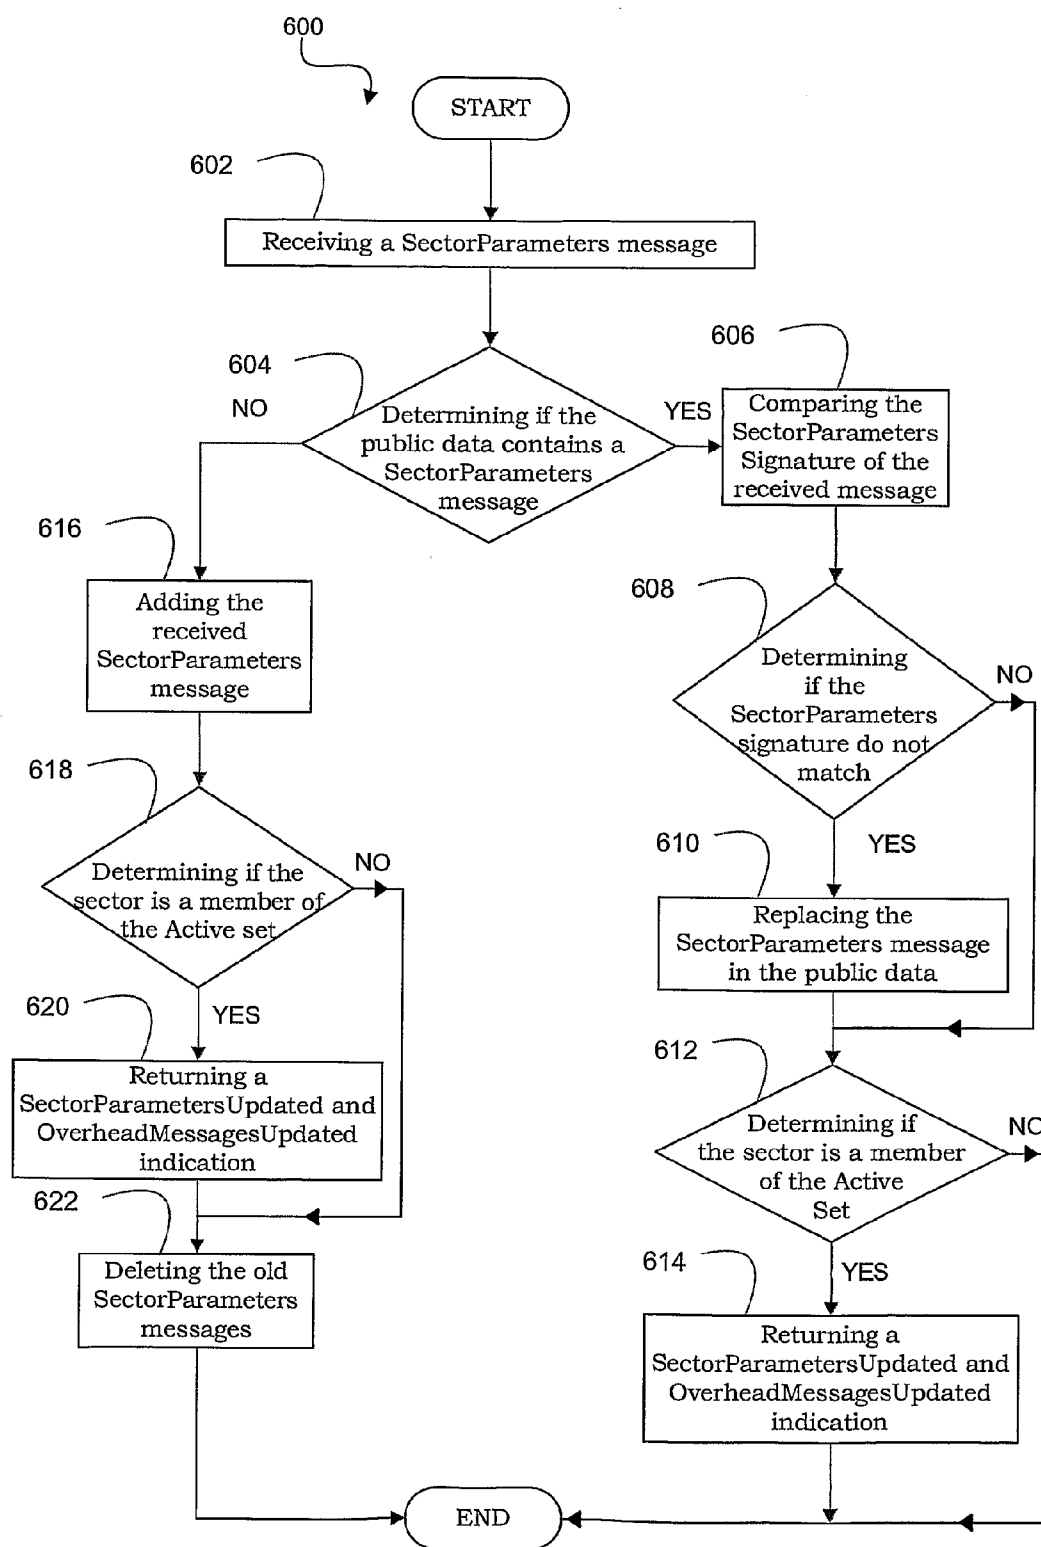 600
START
602
Receiving a SectorParameters message
604
NO
Determining if the
public data contains a
SectorParameters
message
YES
606
Comparing the
SectorParameters
Signature of the
received message
616
Adding the
received
SectorParameters
message
608
Determining
if the
SectorParameters
signature do not
match
NO
YES
618
Determining if the
sector is a member of
the Active set
NO
YES
610
Replacing the
SectorParameters message
in the public data
620
Returning a
SectorParametersUpdated and
OverheadMessagesUpdated
indication
612
Determining if
the sector is a member
of the Active
Set
NO
YES
622
Deleting the old
SectorParameters
messages
614
Returning a
SectorParametersUpdated and
OverheadMessagesUpdated
indication
END